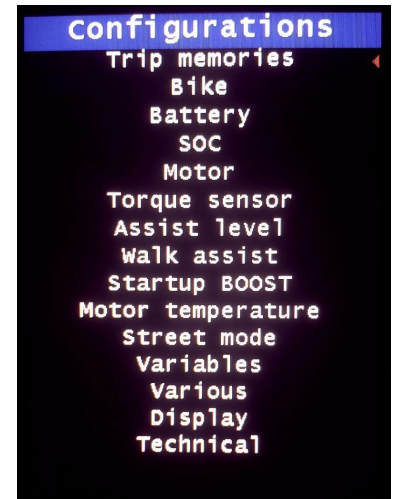 Configurations
Trip memories
Bike
Battery
SOC
Motor
Torque sensor
Assist level
Walk assist
Startup BOOST
Motor temperature
Street mode
Variables
Various
Display
Technical